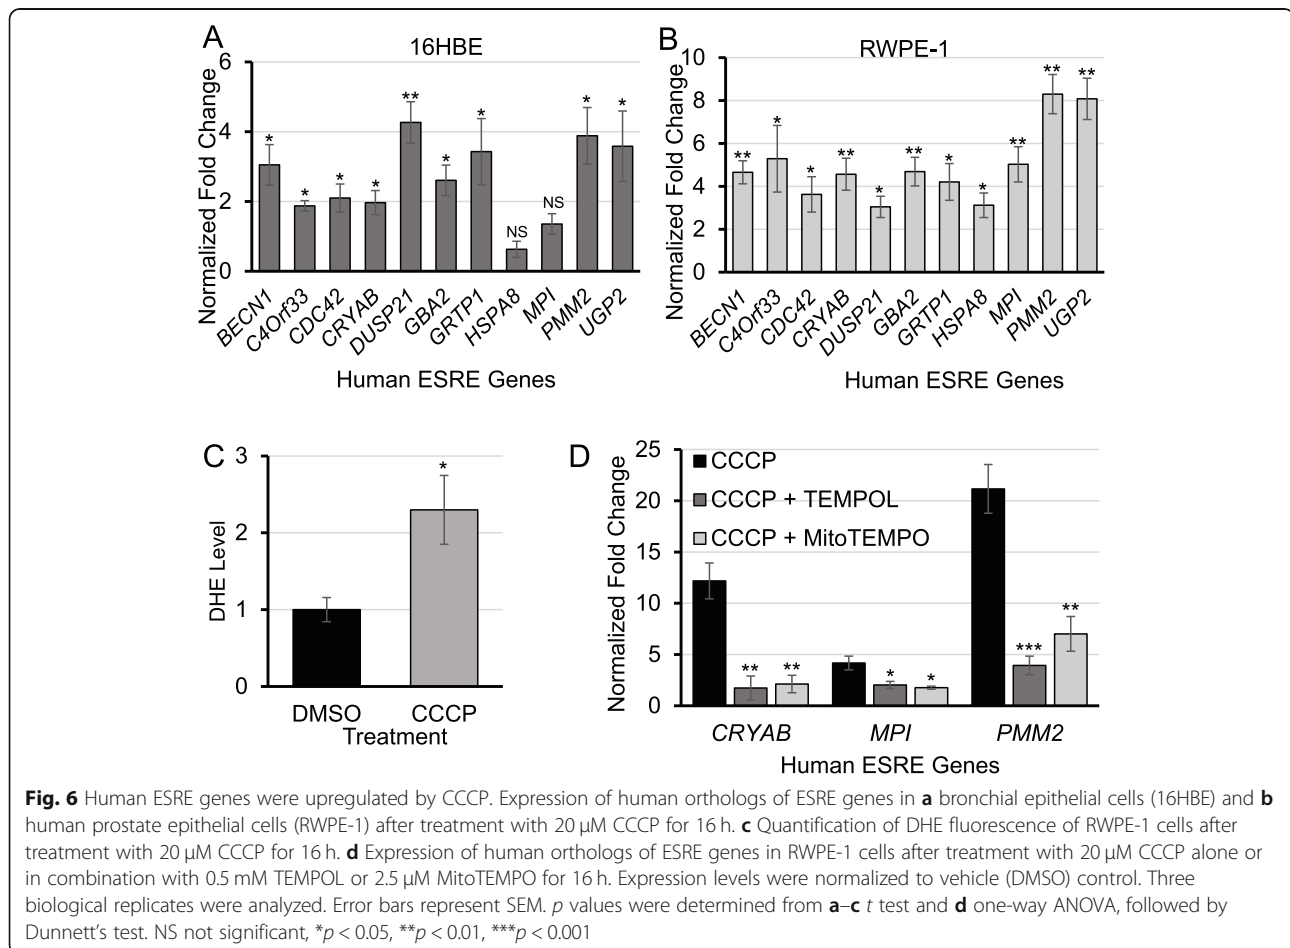 A
16HBE
Normalized Fold Change
6
4
2
0
*
*
*
*
**
*
*
NS
NS
*
*
BECN1
C4Orf33
CDC42
CRYAB
DUSP21
GBA2
GRTP1
HSPA8
MPI
PMM2
UGP2
Human ESRE Genes
B
RWPE-1
Normalized Fold Change
10
8
6
4
2
0
**
*
*
**
*
**
*
*
**
**
**
BECN1
C4Orf33
CDC42
CRYAB
DUSP21
GBA2
GRTP1
HSPA8
MPI
PMM2
UGP2
Human ESRE Genes
C
DHE Level
3
2
1
0
*
DMSO
CCCP
Treatment
D
Normalized Fold Change
25
20
15
10
5
0
CCCP
CCCP + TEMPOL
CCCP + MitoTEMPO
**
**
*
*
***
**
CRYAB
MPI
PMM2
Human ESRE Genes
Fig. 6 Human ESRE genes were upregulated by CCCP. Expression of human orthologs of ESRE genes in a bronchial epithelial cells (16HBE) and b
human prostate epithelial cells (RWPE-1) after treatment with 20 μM CCCP for 16 h. c Quantification of DHE fluorescence of RWPE-1 cells after
treatment with 20 μM CCCP for 16 h. d Expression of human orthologs of ESRE genes in RWPE-1 cells after treatment with 20 μM CCCP alone or
in combination with 0.5 mM TEMPOL or 2.5 μM MitoTEMPO for 16 h. Expression levels were normalized to vehicle (DMSO) control. Three
biological replicates were analyzed. Error bars represent SEM. p values were determined from a–c t test and d one-way ANOVA, followed by
Dunnett's test. NS not significant, *p < 0.05, **p < 0.01, ***p < 0.001